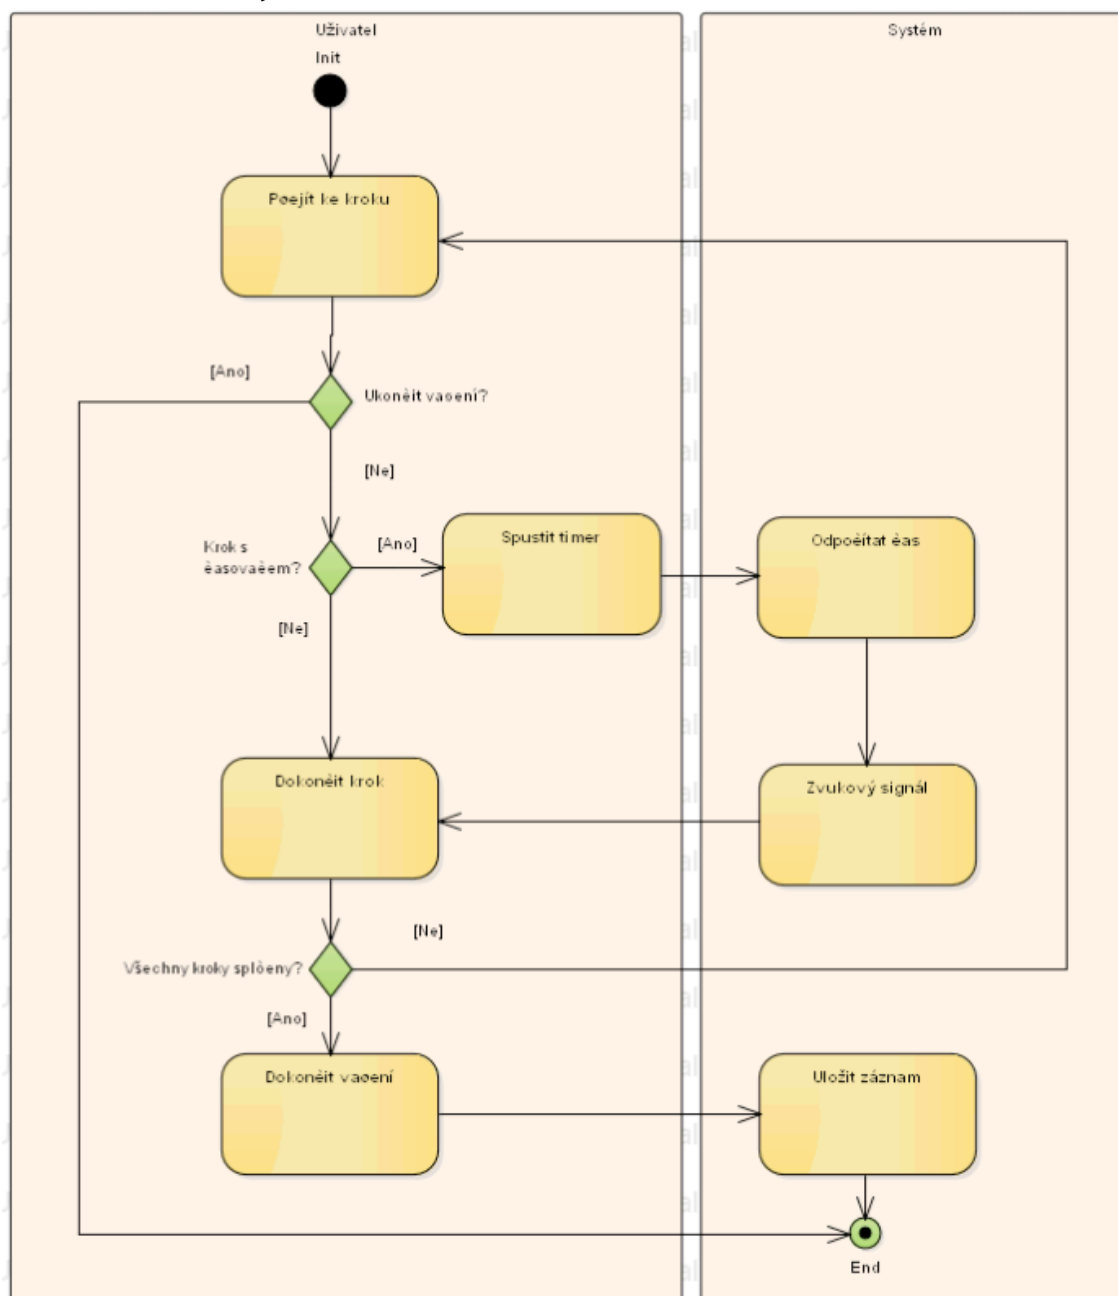 Uživatel
Systém
Init
Pøejít ke kroku
[Ano]
Ukonèit vaøení?
[Ne]
Krok s
èasovaèem?
[Ano]
Spustit timer
Odpoèítat èas
[Ne]
Dokonèit krok
Zvukový signál
[Ne]
Všechny kroky splòeny?
[Ano]
Dokonèit vaøení
Uložit záznam
End